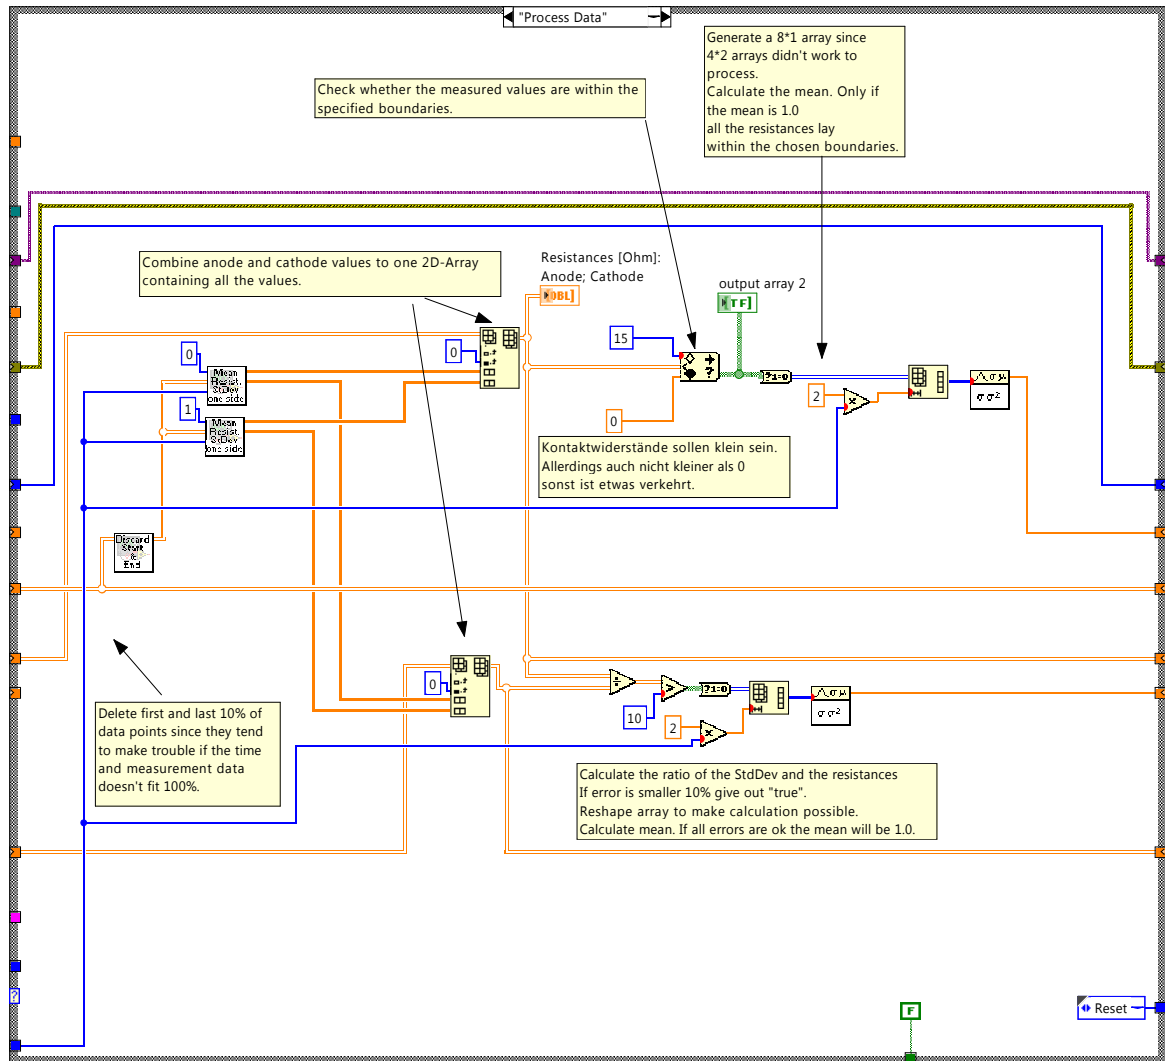 "Process Data"
Generate a 8*1 array since
4*2 arrays didn't work to
process.
Calculate the mean. Only if
the mean is 1.0
all the resistances lay
within the chosen boundaries.
Check whether the measured values are within the
specified boundaries.
Combine anode and cathode values to one 2D-Array
containing all the values.
Resistances [Ohm]:
Anode; Cathode
DBL]
output array 2
TF]
15
0
0
Mean
Resist.
StDev
one side
1
Mean
Resist.
StDev
one side
?
?1:0
2
x
σ μ
σ σ²
0
Kontaktwiderstände sollen klein sein.
Allerdings auch nicht kleiner als 0
sonst ist etwas verkehrt.
Discard
Start
&
End
0
÷
>
?1:0
σ μ
σ σ²
10
2
x
Delete first and last 10% of
data points since they tend
to make trouble if the time
and measurement data
doesn't fit 100%.
Calculate the ratio of the StdDev and the resistances
If error is smaller 10% give out "true".
Reshape array to make calculation possible.
Calculate mean. If all errors are ok the mean will be 1.0.
?
F
Reset